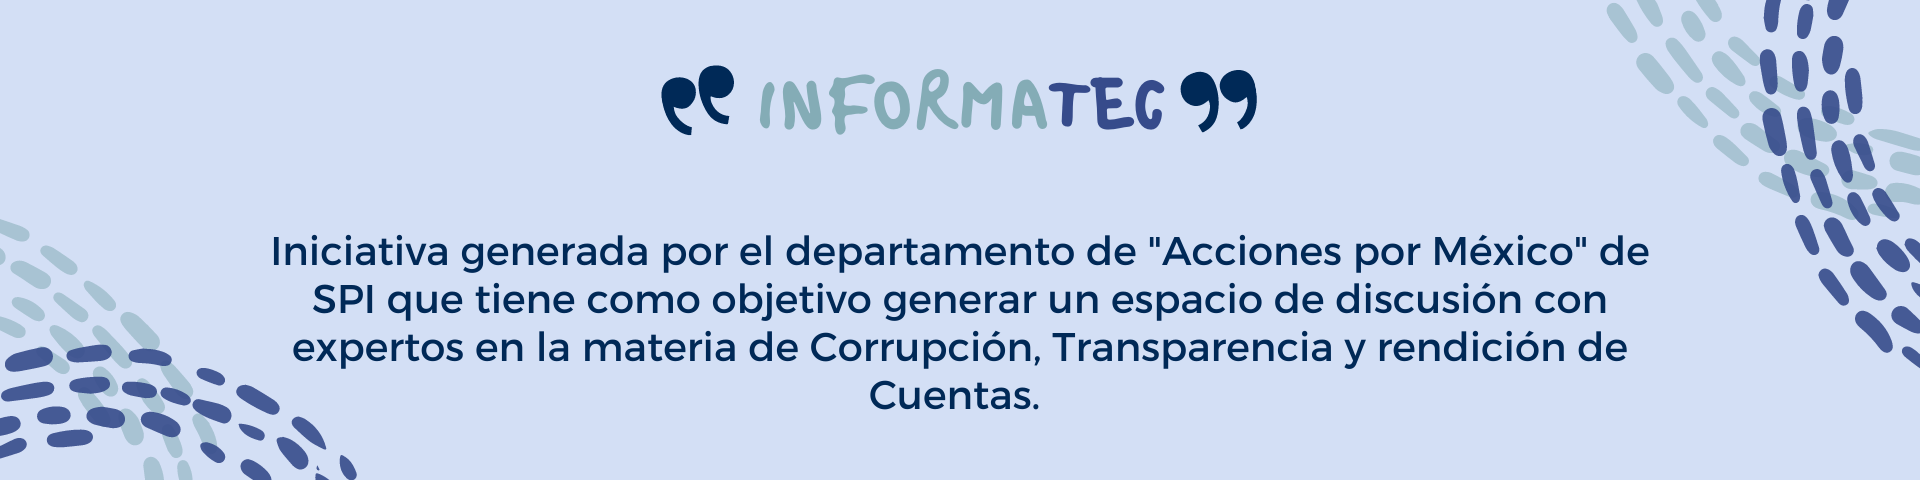 ❛❛ INFORMATEC ❜❜
Iniciativa generada por el departamento de "Acciones por México" de
SPI que tiene como objetivo generar un espacio de discusión con
expertos en la materia de Corrupción, Transparencia y rendición de
Cuentas.